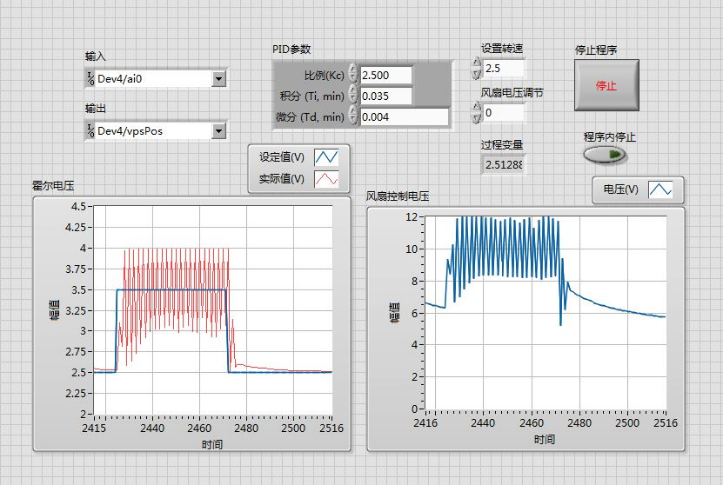 输入
Dev4/ai0
输出
Dev4/vpsPos
PID参数
比例(Kc) 2.500
积分 (Ti, min) 0.035
微分 (Td, min) 0.004
设置转速
2.5
风扇电压调节
0
过程变量
2.51288
停止程序
停止
程序内停止
设定值(V)
实际值(V)
霍尔电压
4.5
4.25
4
3.75
3.5
3.25
3
2.75
2.5
2.25
2
幅值
2415 2440 2460 2480 2500 2516
时间
电压(V)
风扇控制电压
12
10
8
6
4
2
0
幅值
2416 2440 2460 2480 2500 2516
时间